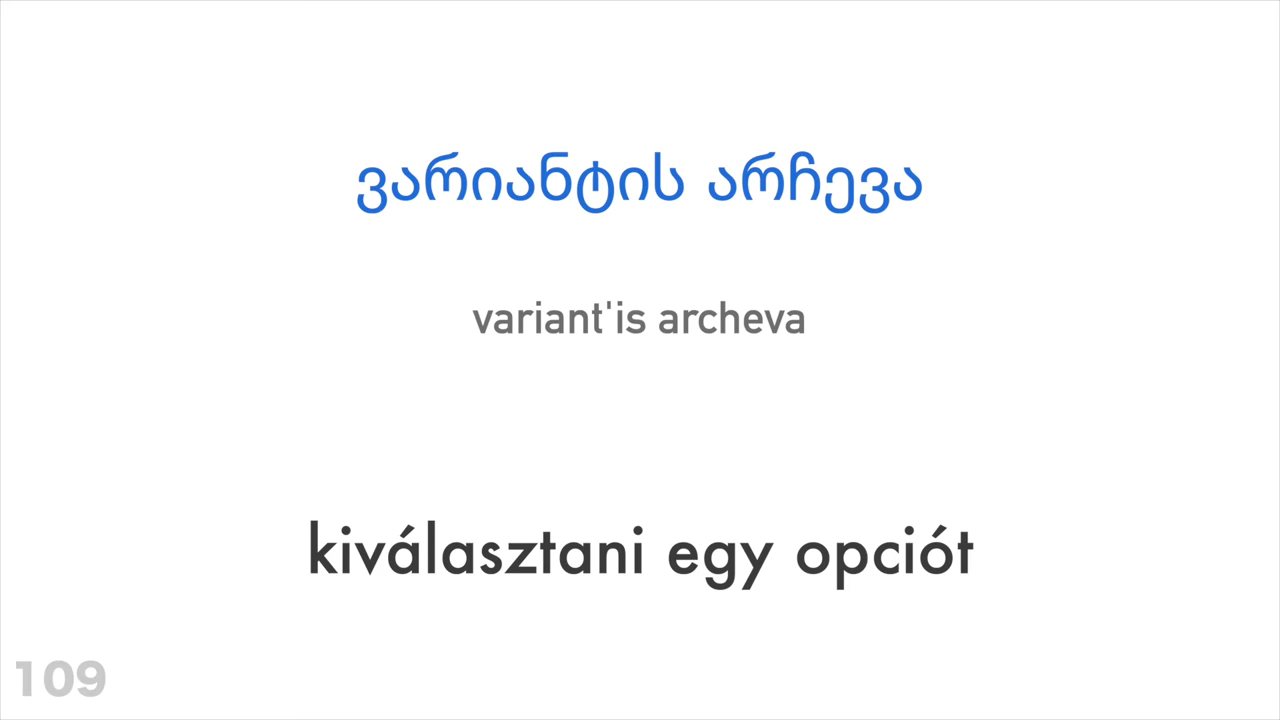 ვარიანტის არჩევა
variant'is archeva
kiválasztani egy opciót
109